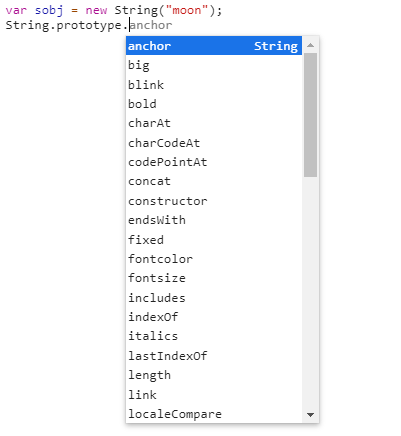 var sobj = new String("moon");
String.prototype.anchor
anchor String
big
blink
bold
charAt
charCodeAt
codePointAt
concat
constructor
endsWith
fixed
fontcolor
fontsize
includes
indexOf
italics
lastIndexOf
length
link
localeCompare